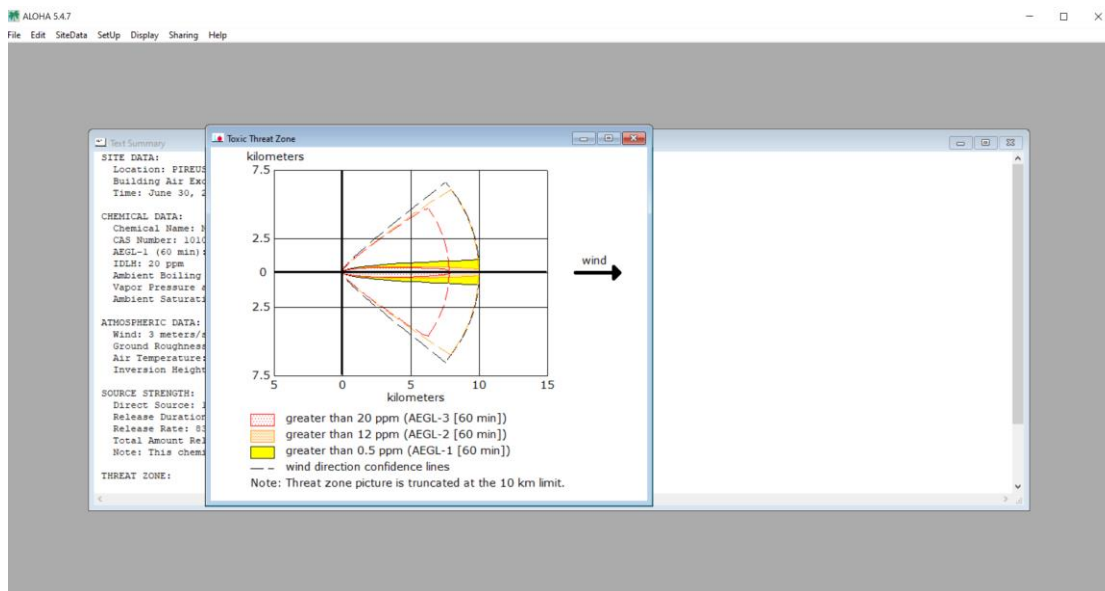 ALOHA 5.4.7
File Edit SiteData SetUp Display Sharing Help
Text Summary
SITE DATA:
Location: PIREUS
Building Air Exc
Time: June 30, 2
CHEMICAL DATA:
Chemical Name: N
CAS Number: 1010
AEGL-1 (60 min):
IDLH: 20 ppm
Ambient Boiling
Vapor Pressure a
Ambient Saturati
ATMOSPHERIC DATA:
Wind: 3 meters/s
Ground Roughness
Air Temperature:
Inversion Height
SOURCE STRENGTH:
Direct Source: 1
Release Duration
Release Rate: 83
Total Amount Rel
Note: This chemi
THREAT ZONE:
Toxic Threat Zone
kilometers
7.5
2.5
0
2.5
7.5
5 0 5 10 15
kilometers
wind
greater than 20 ppm (AEGL-3 [60 min])
greater than 12 ppm (AEGL-2 [60 min])
greater than 0.5 ppm (AEGL-1 [60 min])
wind direction confidence lines
Note: Threat zone picture is truncated at the 10 km limit.